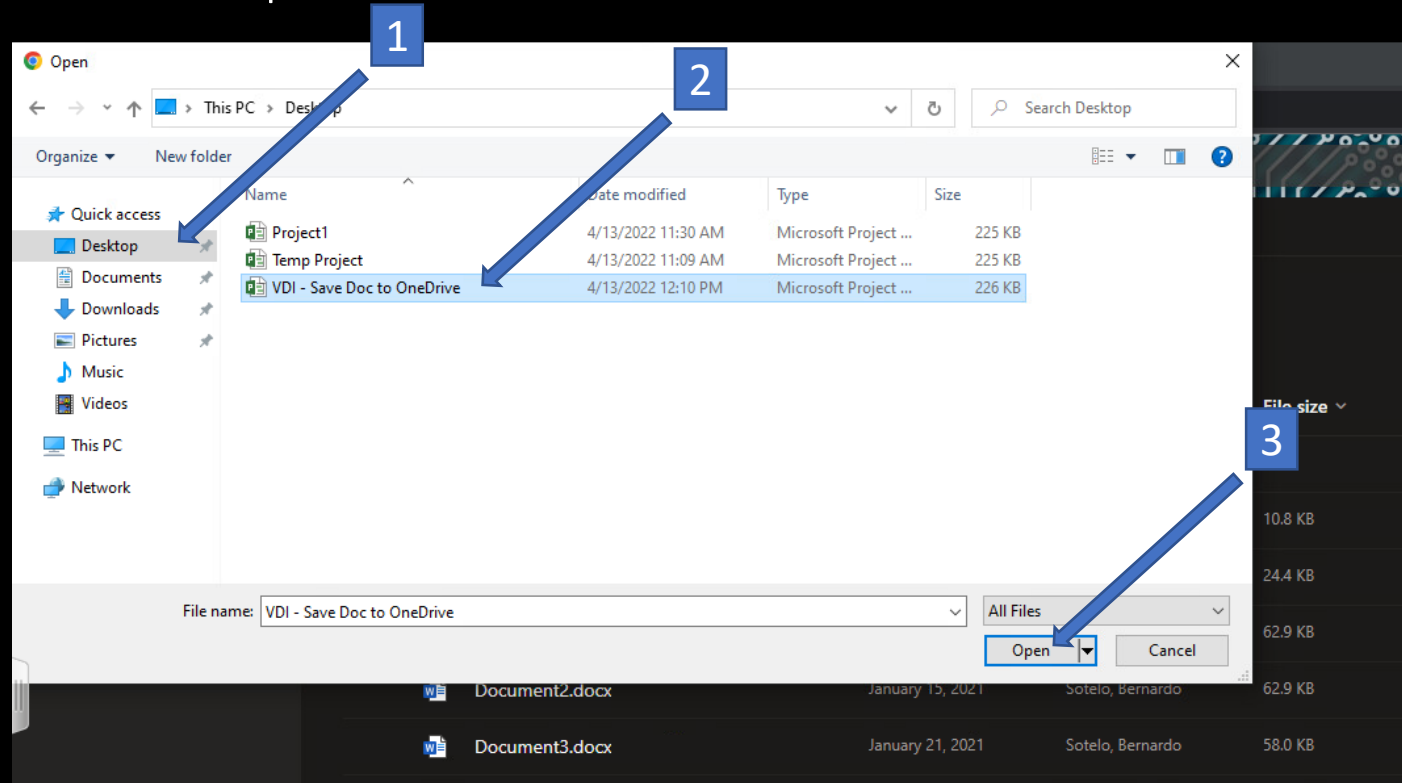 1
Open
2
This PC > Desktop
Search Desktop
Organize
New folder
?
Name
Date modified
Type
Size
Quick access
Desktop
Documents
Downloads
Pictures
Music
Videos
This PC
Network
Project1 4/13/2022 11:30 AM Microsoft Project ... 225 KB
Temp Project 4/13/2022 11:09 AM Microsoft Project ... 225 KB
VDI - Save Doc to OneDrive 4/13/2022 12:10 PM Microsoft Project ... 226 KB
File size
3
10.8 KB
24.4 KB
62.9 KB
File name: VDI - Save Doc to OneDrive
All Files
Open
Cancel
Document2.docx January 15, 2021 Sotelo, Bernardo 62.9 KB
Document3.docx January 21, 2021 Sotelo, Bernardo 58.0 KB